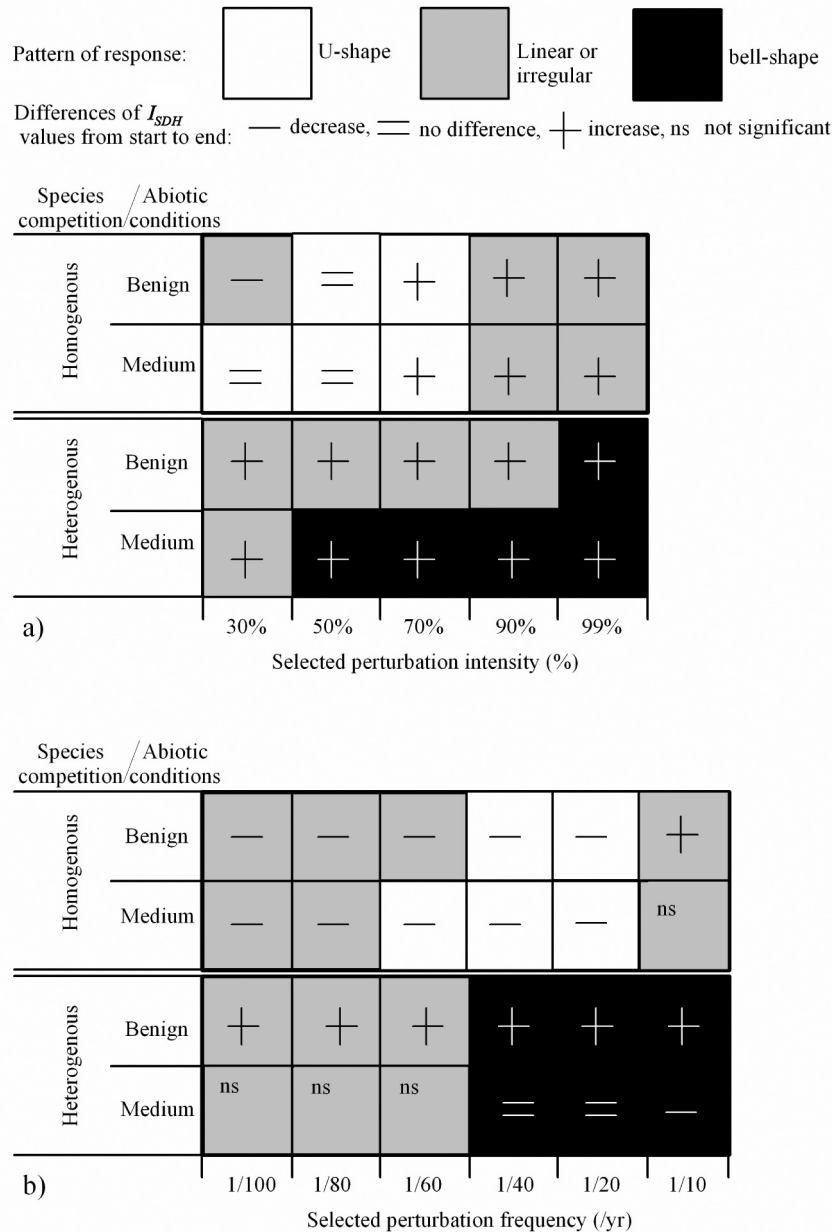 Pattern of response:
U-shape
Linear or
irregular
bell-shape
Differences of I_SDH
values from start to end: — decrease, = no difference, + increase, ns not significant
Species / Abiotic
competition/conditions
Homogenous
Benign
— = + + +
Medium
= = + + +
Heterogenous
Benign
+ + + + +
Medium
+ + + + +
a)
30% 50% 70% 90% 99%
Selected perturbation intensity (%)
Species / Abiotic
competition/conditions
Homogenous
Benign
— — — — — +
Medium
— — — — — ns
Heterogenous
Benign
+ + + + + +
Medium
ns ns ns = = —
b)
1/100 1/80 1/60 1/40 1/20 1/10
Selected perturbation frequency (/yr)